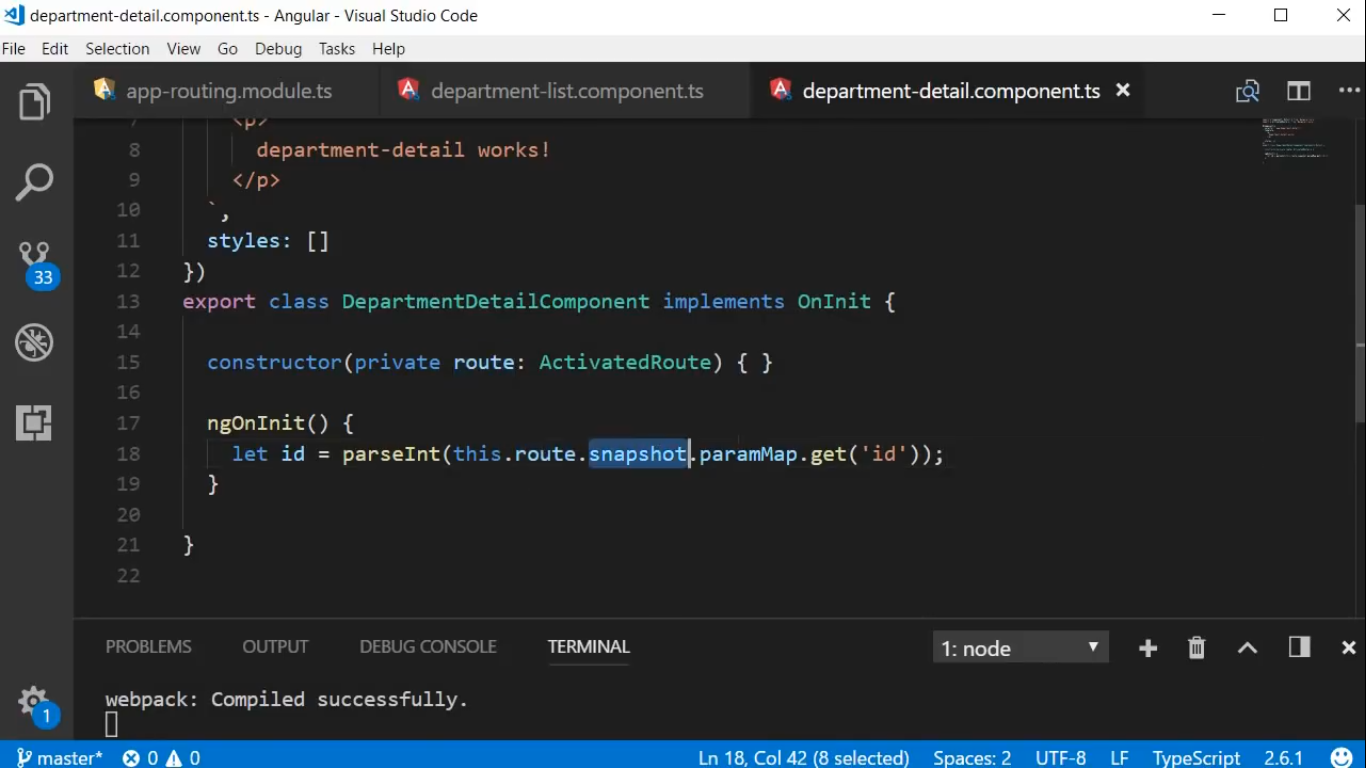 department-detail.component.ts - Angular - Visual Studio Code
File Edit Selection View Go Debug Tasks Help
app-routing.module.ts department-list.component.ts department-detail.component.ts
7 <p>
8 department-detail works!
9 </p>
10 `,
11 styles: []
12 })
13 export class DepartmentDetailComponent implements OnInit {
14
15 constructor(private route: ActivatedRoute) { }
16
17 ngOnInit() {
18 let id = parseInt(this.route.snapshot.paramMap.get('id'));
19 }
20
21 }
22
33
1
PROBLEMS OUTPUT DEBUG CONSOLE TERMINAL 1: node
webpack: Compiled successfully.
master* 0 0 Ln 18, Col 42 (8 selected) Spaces: 2 UTF-8 LF TypeScript 2.6.1